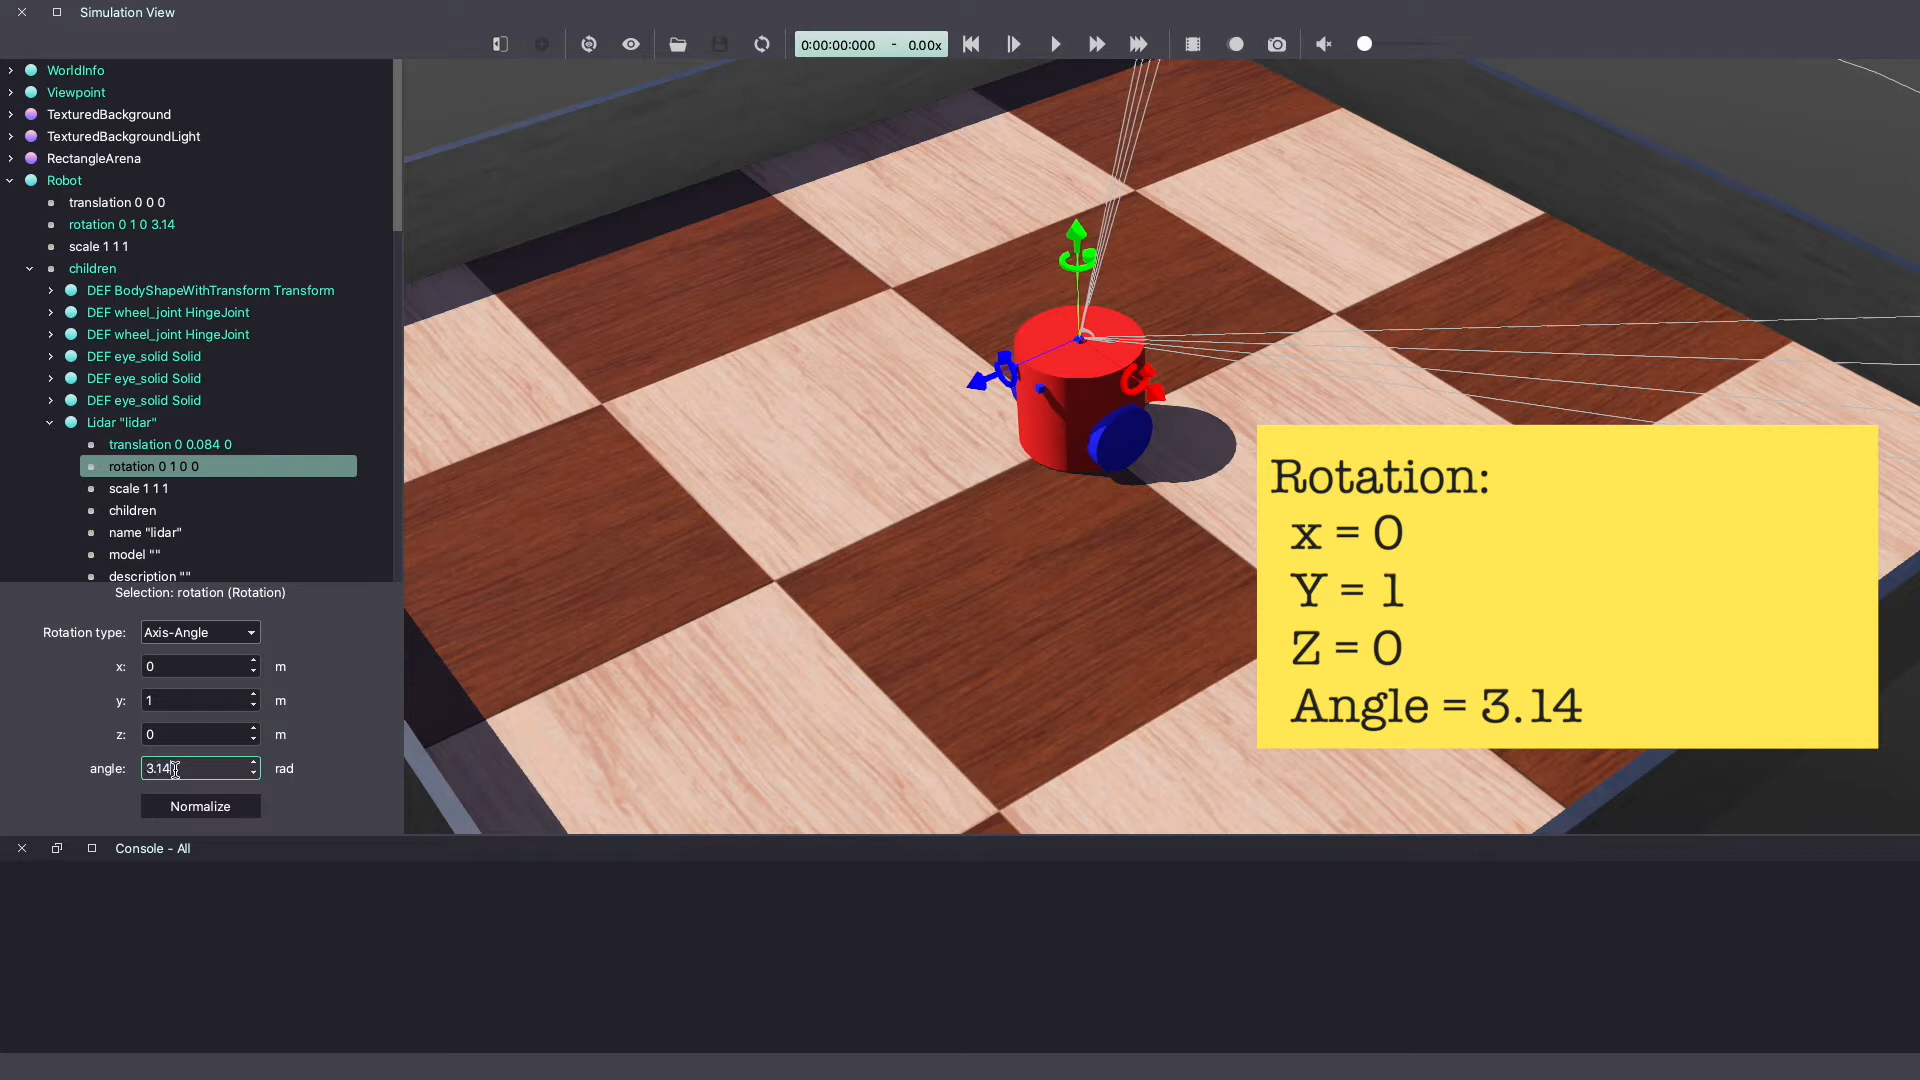 Simulation View
0:00:00:000 - 0.00x
WorldInfo
Viewpoint
TexturedBackground
TexturedBackgroundLight
RectangleArena
Robot
translation 0 0 0
rotation 0 1 0 3.14
scale 1 1 1
children
DEF BodyShapeWithTransform Transform
DEF wheel_joint HingeJoint
DEF wheel_joint HingeJoint
DEF eye_solid Solid
DEF eye_solid Solid
DEF eye_solid Solid
Lidar "lidar"
translation 0 0.084 0
rotation 0 1 0 0
scale 1 1 1
children
name "lidar"
model ""
description ""
Selection: rotation (Rotation)
Rotation type: Axis-Angle
x: 0 m
y: 1 m
z: 0 m
angle: 3.14 rad
Normalize
Rotation:
x = 0
Y = 1
Z = 0
Angle = 3.14
Console - All